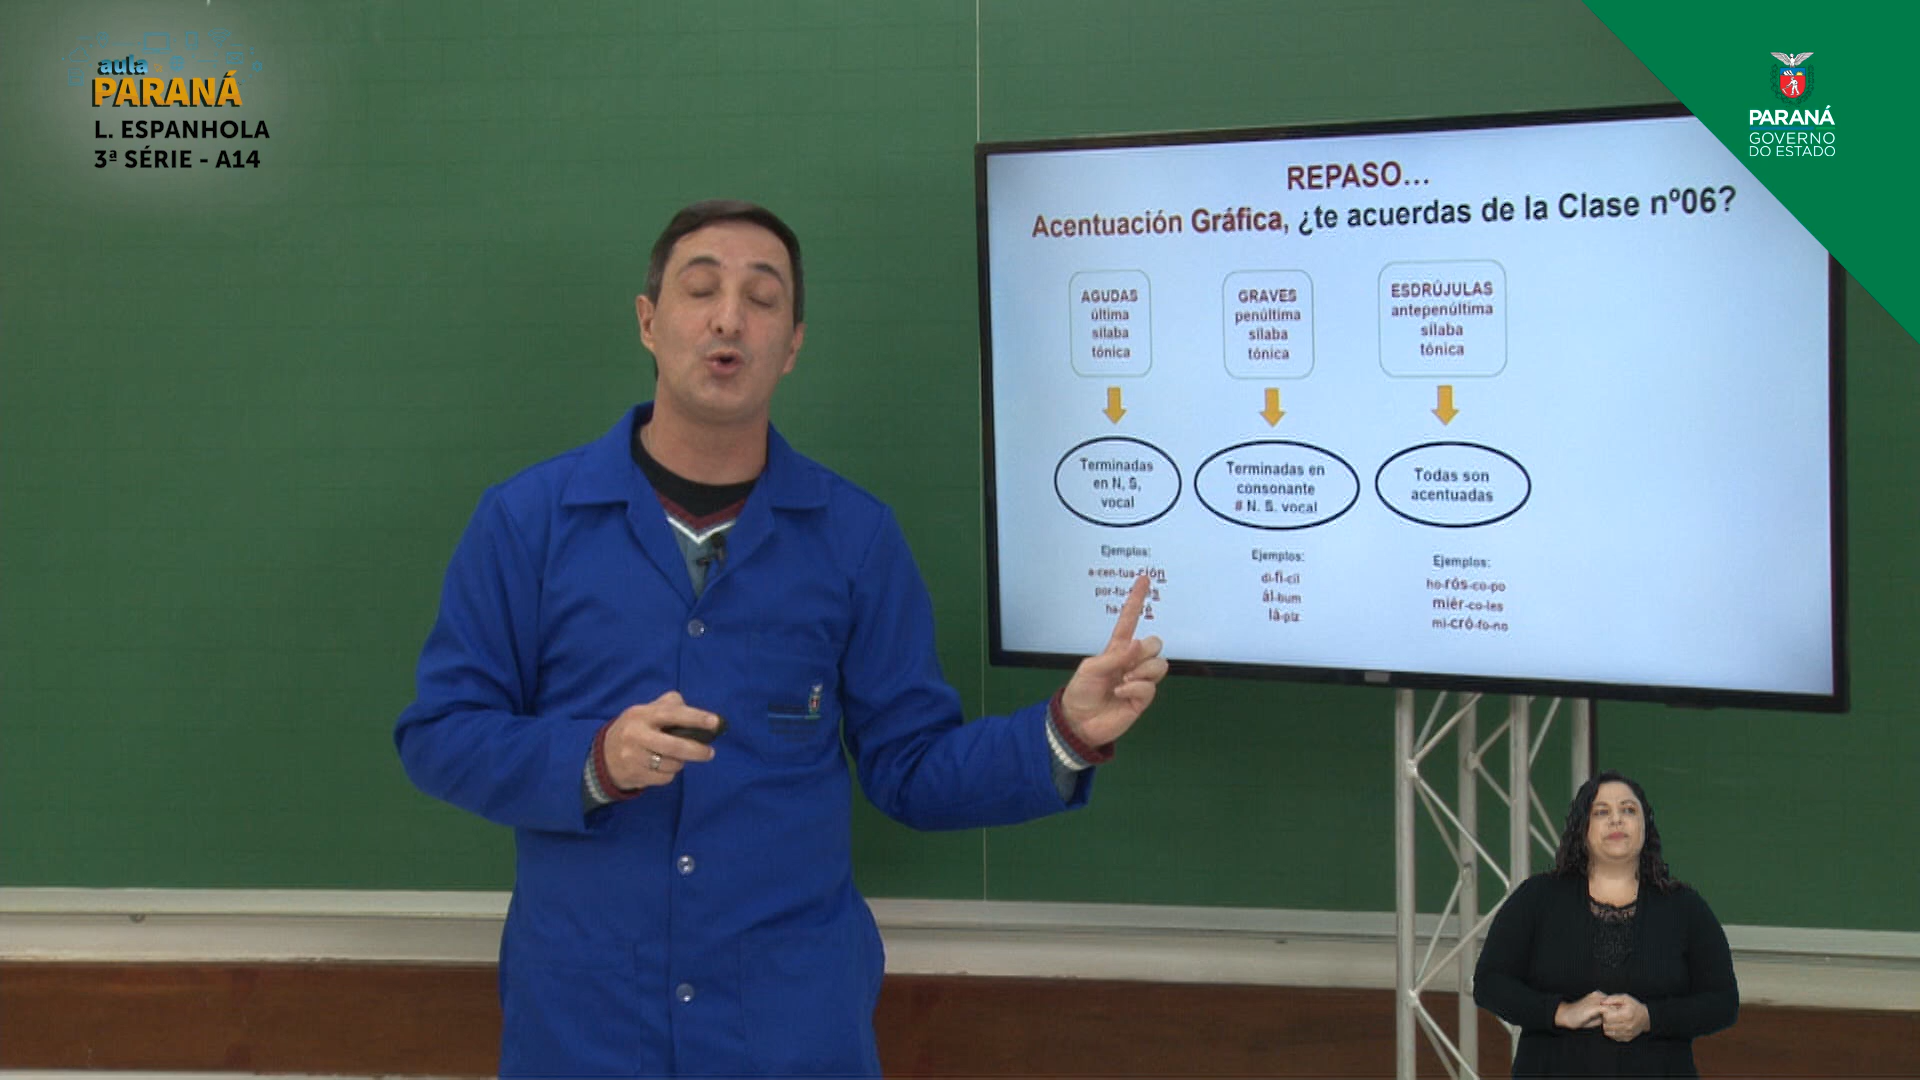 aula
PARANÁ
L. ESPANHOLA
3ª SÉRIE - A14
PARANÁ
GOVERNO
DO ESTADO
REPASO...
Acentuación Gráfica, ¿te acuerdas de la Clase nº06?
AGUDAS
última
sílaba
tónica
GRAVES
penúltima
sílaba
tónica
ESDRÚJULAS
antepenúltima
sílaba
tónica
Terminadas
en N, S,
vocal
Terminadas en
consonante
# N, S, vocal
Todas son
acentuadas
Ejemplos:
a-cen-tua-ción
Ejemplos:
di-fí-cil
ál-bum
lá-piz
Ejemplos:
ho-rós-co-po
miér-co-les
mi-cró-fo-no